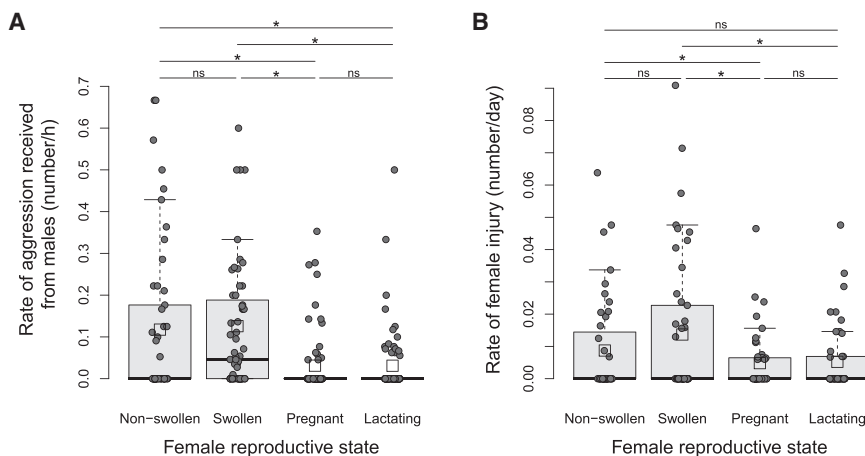 A
*
*
*
ns * ns
Rate of aggression received
from males (number/h)
0.7
0.6
0.5
0.4
0.3
0.2
0.1
0.0
Non−swollen Swollen Pregnant Lactating
Female reproductive state
B
ns
*
*
ns * ns
Rate of female injury (number/day)
0.08
0.06
0.04
0.02
0.00
Non−swollen Swollen Pregnant Lactating
Female reproductive state